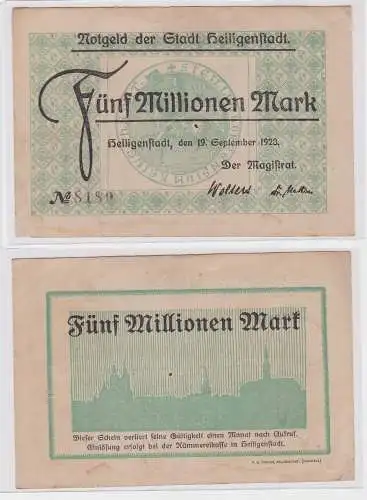 Notgeld der Stadt Heiligenstadt.
Fünf Millionen Mark
Heiligenstadt, den 19. September 1923.
Der Magistrat.
Wolters
№ 8189
Fünf Millionen Mark
Dieser Schein verliert seine Gültigkeit einen Monat nach Aufruf.
Einlösung erfolgt bei der Kämmereikasse in Heiligenstadt.